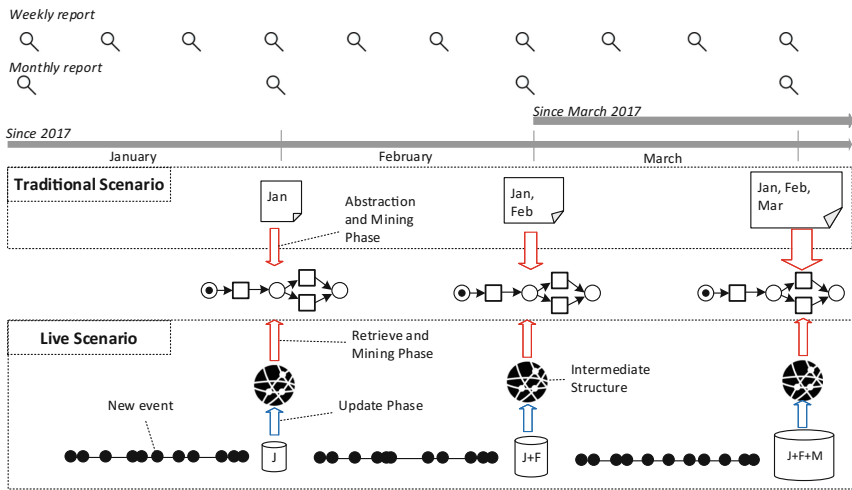 Weekly report
Monthly report
Since March 2017
Since 2017
January
February
March
Traditional Scenario
Jan
Abstraction
and Mining
Phase
Jan,
Feb
Jan, Feb,
Mar
Live Scenario
Retrieve and
Mining Phase
Intermediate
Structure
New event
Update Phase
J
J+F
J+F+M